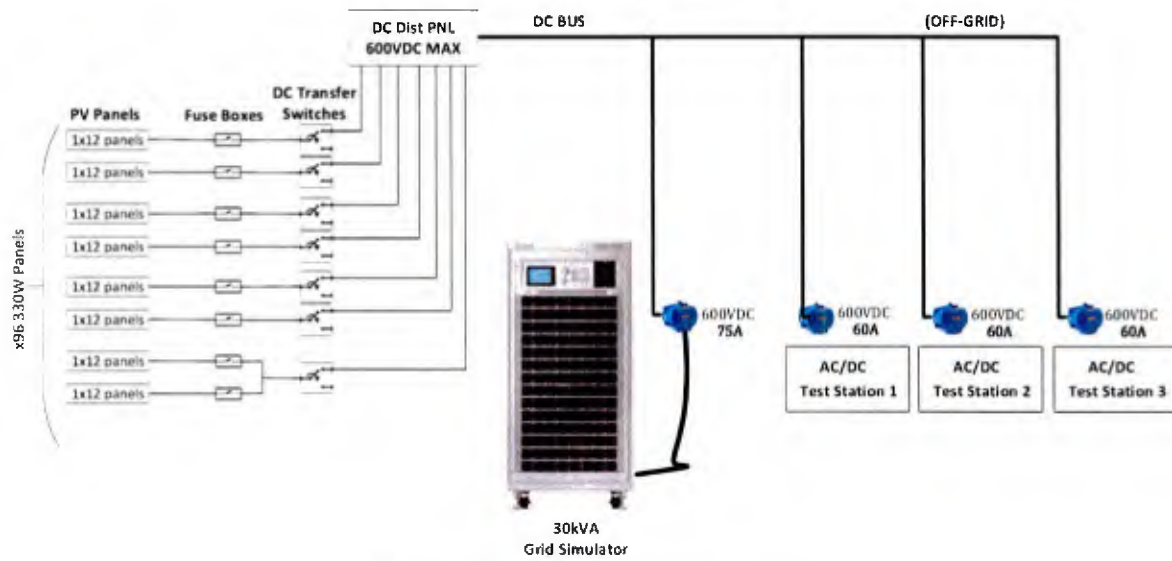 DC Dist PNL
600VDC MAX
DC BUS
(OFF-GRID)
PV Panels
Fuse Boxes
DC Transfer
Switches
1x12 panels
1x12 panels
1x12 panels
1x12 panels
1x12 panels
1x12 panels
1x12 panels
1x12 panels
x96 330W Panels
600VDC
75A
600VDC
60A
600VDC
60A
600VDC
60A
AC/DC
Test Station 1
AC/DC
Test Station 2
AC/DC
Test Station 3
30kVA
Grid Simulator